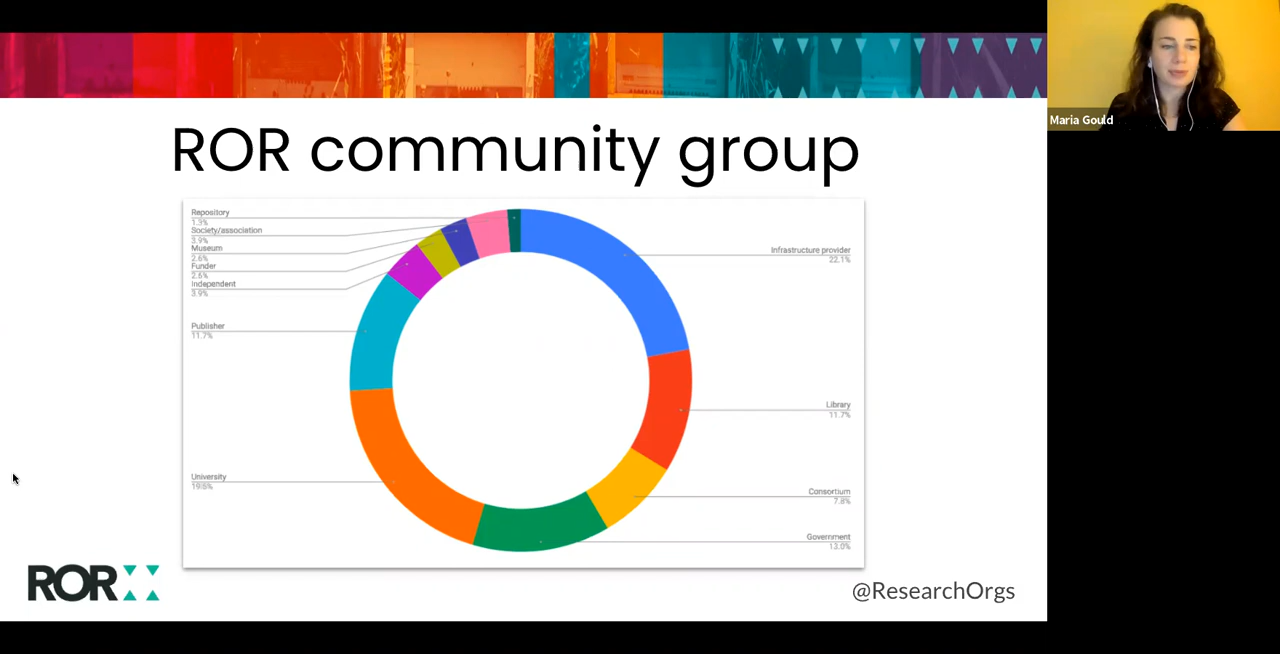 Maria Gould
ROR community group
Repository
1.3%
Society/association
3.9%
Museum
2.6%
Funder
2.6%
Independent
3.9%
Publisher
11.7%
University
19.5%
Infrastructure provider
22.1%
Library
11.7%
Consortium
7.8%
Government
13.0%
ROR
@ResearchOrgs